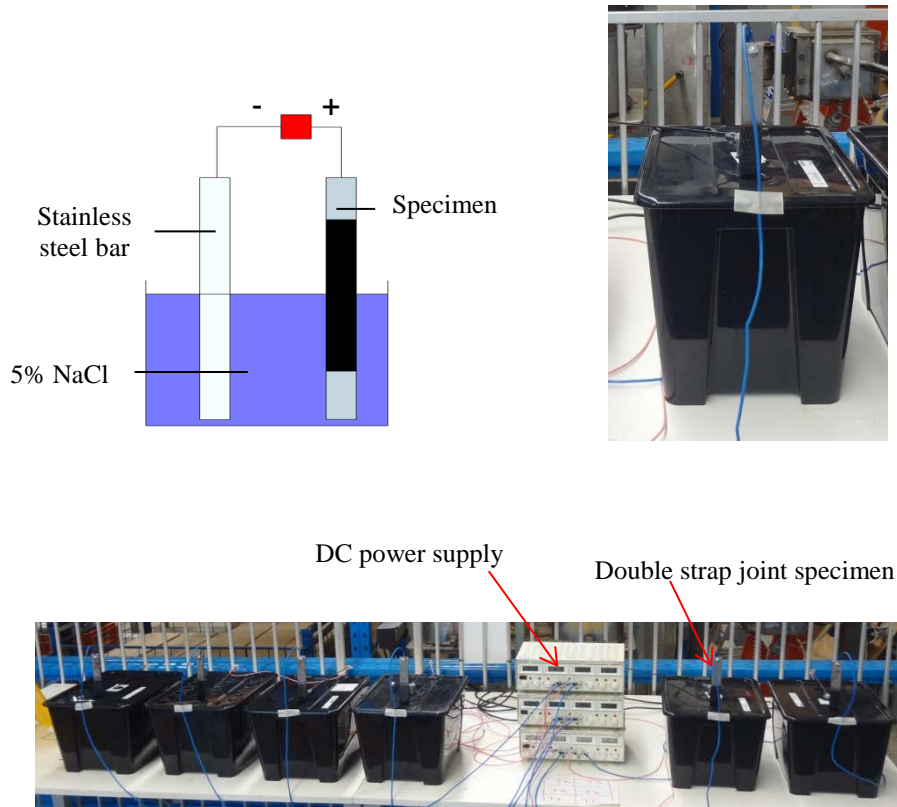 - +
Stainless
steel bar
Specimen
5% NaCl
DC power supply
Double strap joint specimen